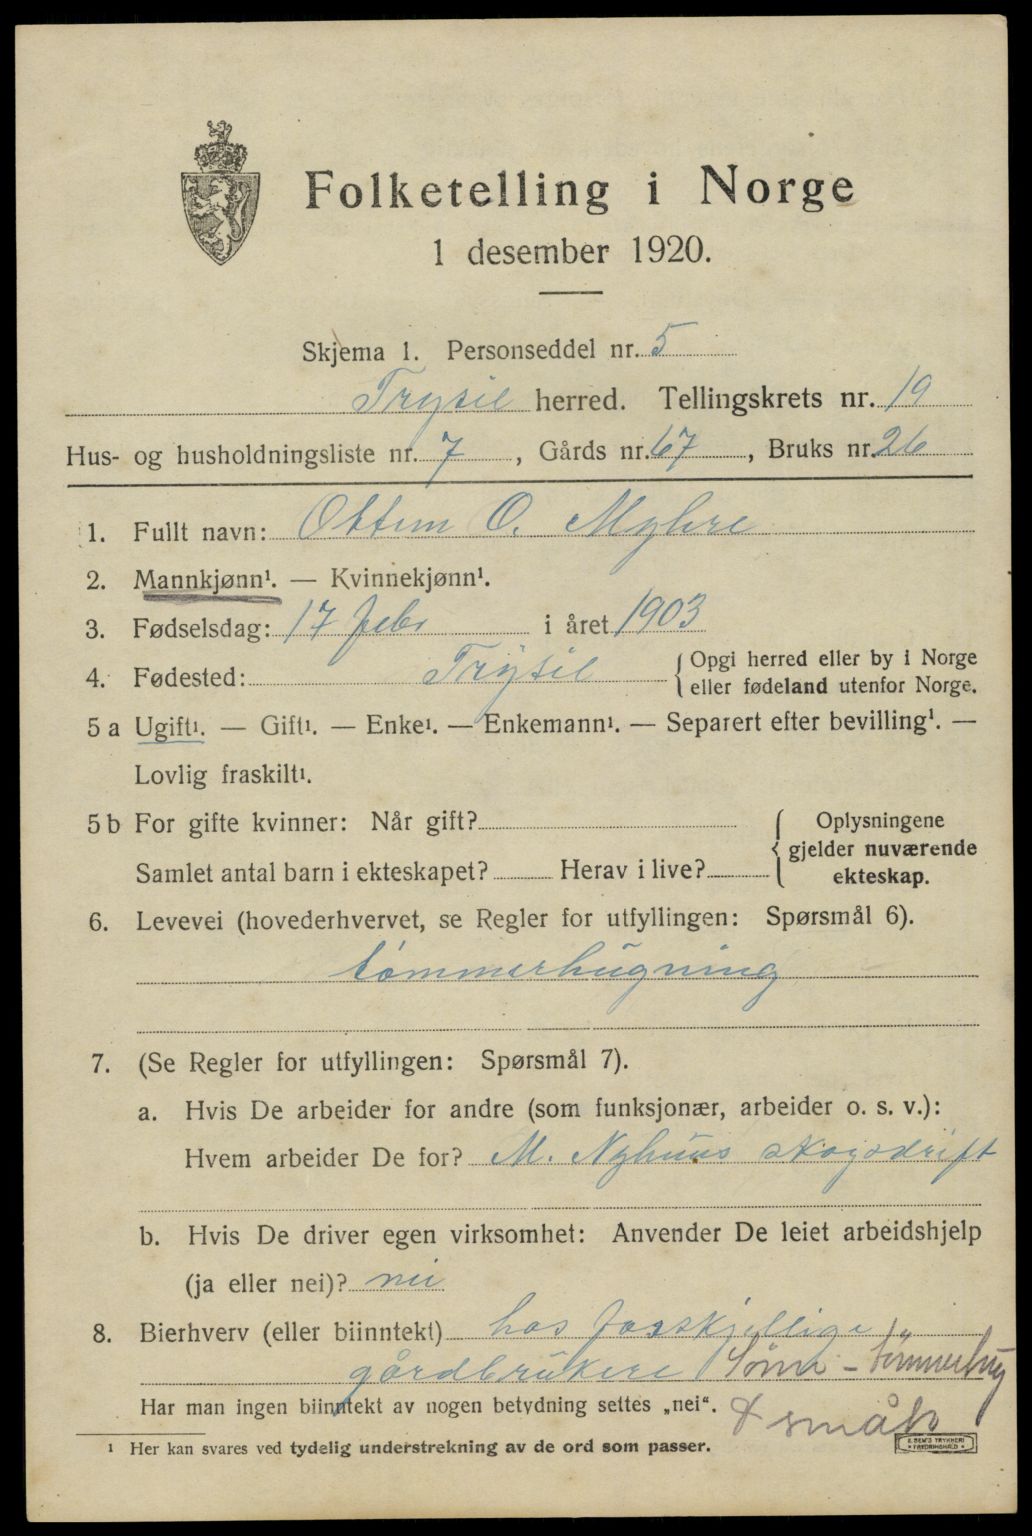 Folketelling i Norge
1 desember 1920.
Skjema 1. Personseddel nr. 5
Trysil herred. Tellingskrets nr. 19
Hus- og husholdningsliste nr. 7, Gårds nr. 67, Bruks nr. 26
1. Fullt navn: Ottem O. Myhre
2. Mannkjønn¹. — Kvinnekjønn¹.
3. Fødselsdag: 17 febr i året 1903
4. Fødested: Trysil { Opgi herred eller by i Norge
eller fødeland utenfor Norge.
5 a Ugift¹. — Gift¹. — Enke¹. — Enkemann¹. — Separert efter bevilling¹. —
Lovlig fraskilt¹.
5 b For gifte kvinner: Når gift?
Samlet antal barn i ekteskapet? Herav i live?
{ Oplysningene
gjelder nuværende
ekteskap.
6. Levevei (hovederhvervet, se Regler for utfyllingen: Spørsmål 6).
tømmerhugning
7. (Se Regler for utfyllingen: Spørsmål 7).
a. Hvis De arbeider for andre (som funksjonær, arbeider o. s. v.):
Hvem arbeider De for? M. Nyhuus skogsdrift
b. Hvis De driver egen virksomhet: Anvender De leiet arbeidshjelp
(ja eller nei)? nei
8. Bierhverv (eller biinntekt) hos forskjellige
gårdbrukere tömmerhug
Har man ingen biinntekt av nogen betydning settes „nei“.
¹ Her kan svares ved tydelig understrekning av de ord som passer.